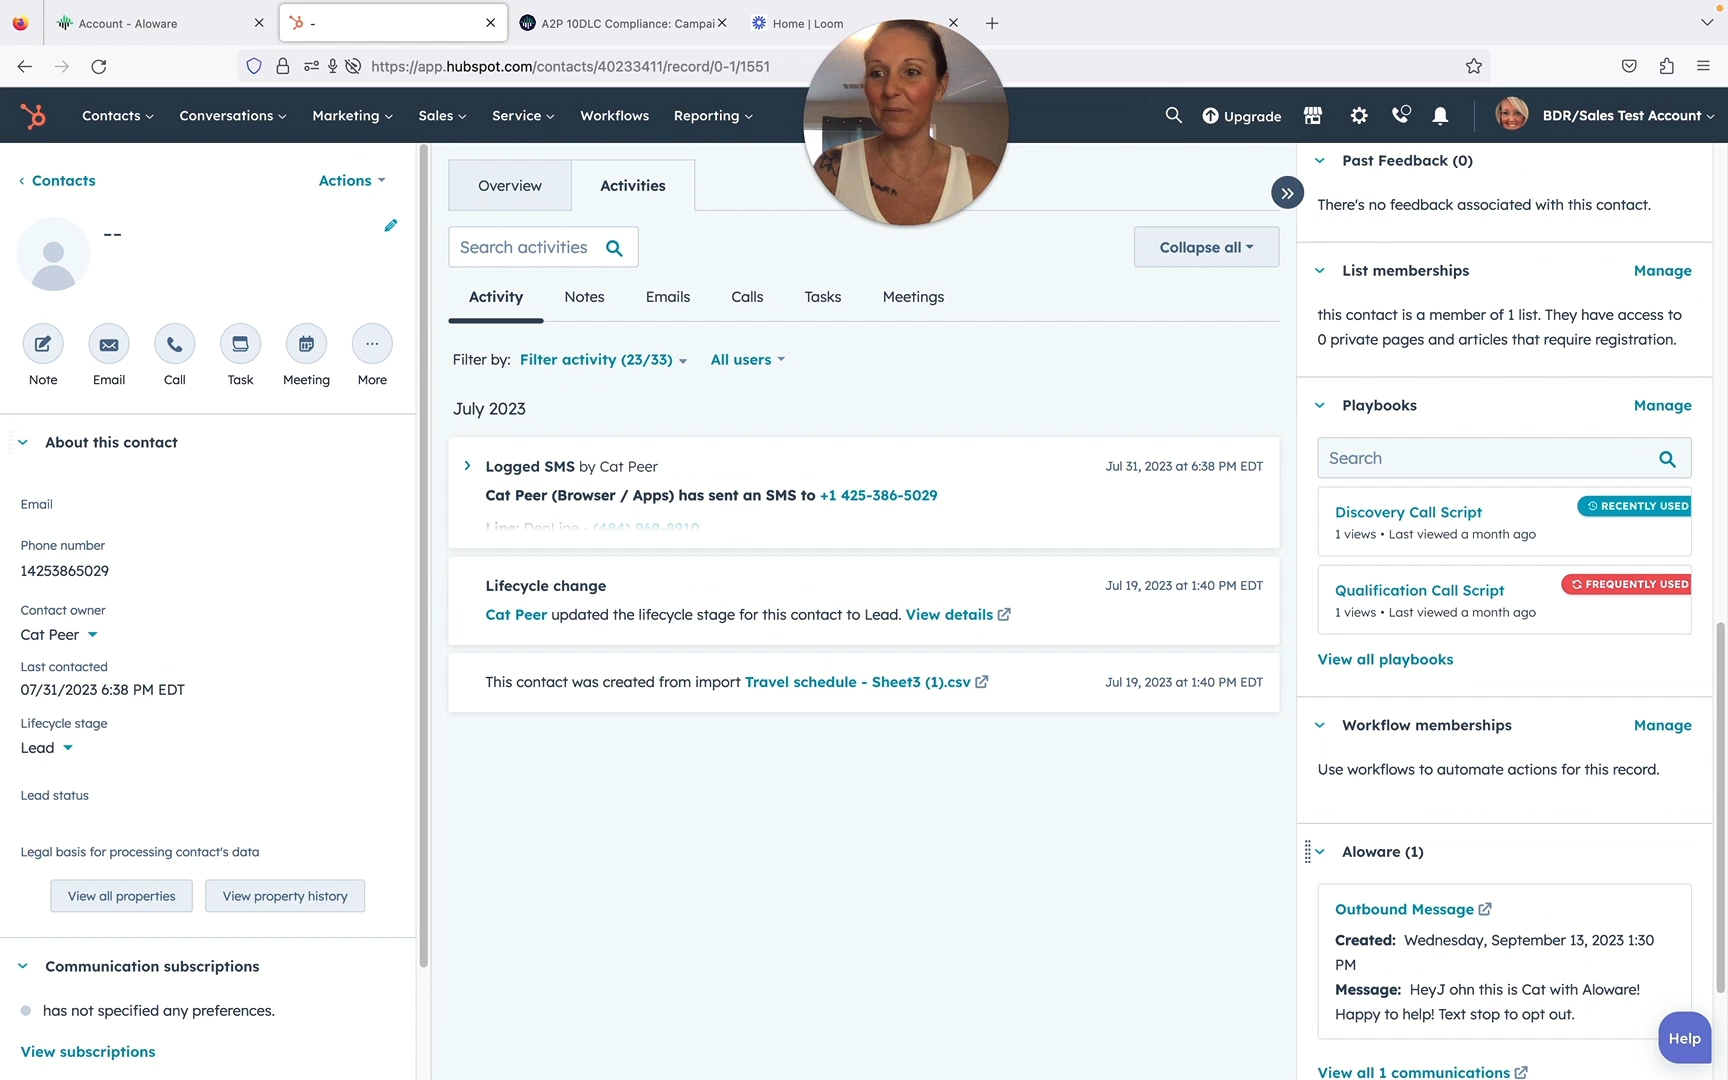 Account - Aloware
-
A2P 10DLC Compliance: Campai
Home | Loom
https://app.hubspot.com/contacts/40233411/record/0-1/1551
Contacts
Conversations
Marketing
Sales
Service
Workflows
Reporting
Upgrade
BDR/Sales Test Account
Contacts
Actions
--
Note
Email
Call
Task
Meeting
More
About this contact
Email
Phone number
14253865029
Contact owner
Cat Peer
Last contacted
07/31/2023 6:38 PM EDT
Lifecycle stage
Lead
Lead status
Legal basis for processing contact's data
View all properties
View property history
Communication subscriptions
has not specified any preferences.
View subscriptions
Overview
Activities
Search activities
Collapse all
Activity
Notes
Emails
Calls
Tasks
Meetings
Filter by: Filter activity (23/33)
All users
July 2023
Logged SMS by Cat Peer
Jul 31, 2023 at 6:38 PM EDT
Cat Peer (Browser / Apps) has sent an SMS to +1 425-386-5029
Line:
Lifecycle change
Jul 19, 2023 at 1:40 PM EDT
Cat Peer updated the lifecycle stage for this contact to Lead. View details
This contact was created from import Travel schedule - Sheet3 (1).csv
Jul 19, 2023 at 1:40 PM EDT
Past Feedback (0)
There's no feedback associated with this contact.
List memberships
Manage
this contact is a member of 1 list. They have access to
0 private pages and articles that require registration.
Playbooks
Manage
Search
RECENTLY USED
Discovery Call Script
1 views • Last viewed a month ago
FREQUENTLY USED
Qualification Call Script
1 views • Last viewed a month ago
View all playbooks
Workflow memberships
Manage
Use workflows to automate actions for this record.
Aloware (1)
Outbound Message
Created: Wednesday, September 13, 2023 1:30
PM
Message: HeyJ ohn this is Cat with Aloware!
Happy to help! Text stop to opt out.
View all 1 communications
Help